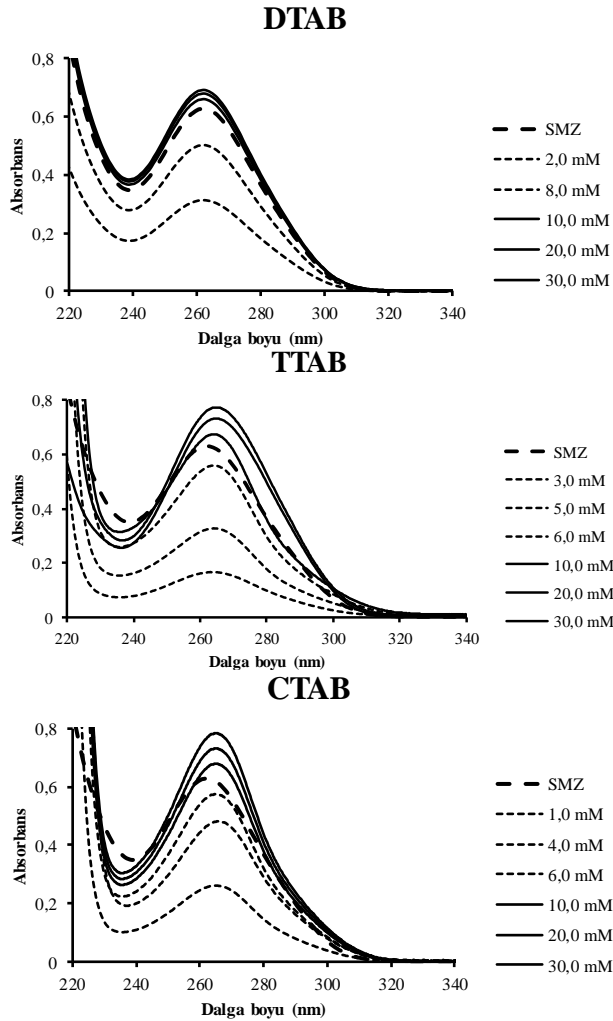 DTAB
0,8
0,6
0,4
0,2
0
Absorbans
220 240 260 280 300 320 340
Dalga boyu (nm)
SMZ
2,0 mM
8,0 mM
10,0 mM
20,0 mM
30,0 mM
TTAB
0,8
0,6
0,4
0,2
0
Absorbans
220 240 260 280 300 320 340
Dalga boyu (nm)
SMZ
3,0 mM
5,0 mM
6,0 mM
10,0 mM
20,0 mM
30,0 mM
CTAB
0,8
0,6
0,4
0,2
0
Absorbans
220 240 260 280 300 320 340
Dalga boyu (nm)
SMZ
1,0 mM
4,0 mM
6,0 mM
10,0 mM
20,0 mM
30,0 mM